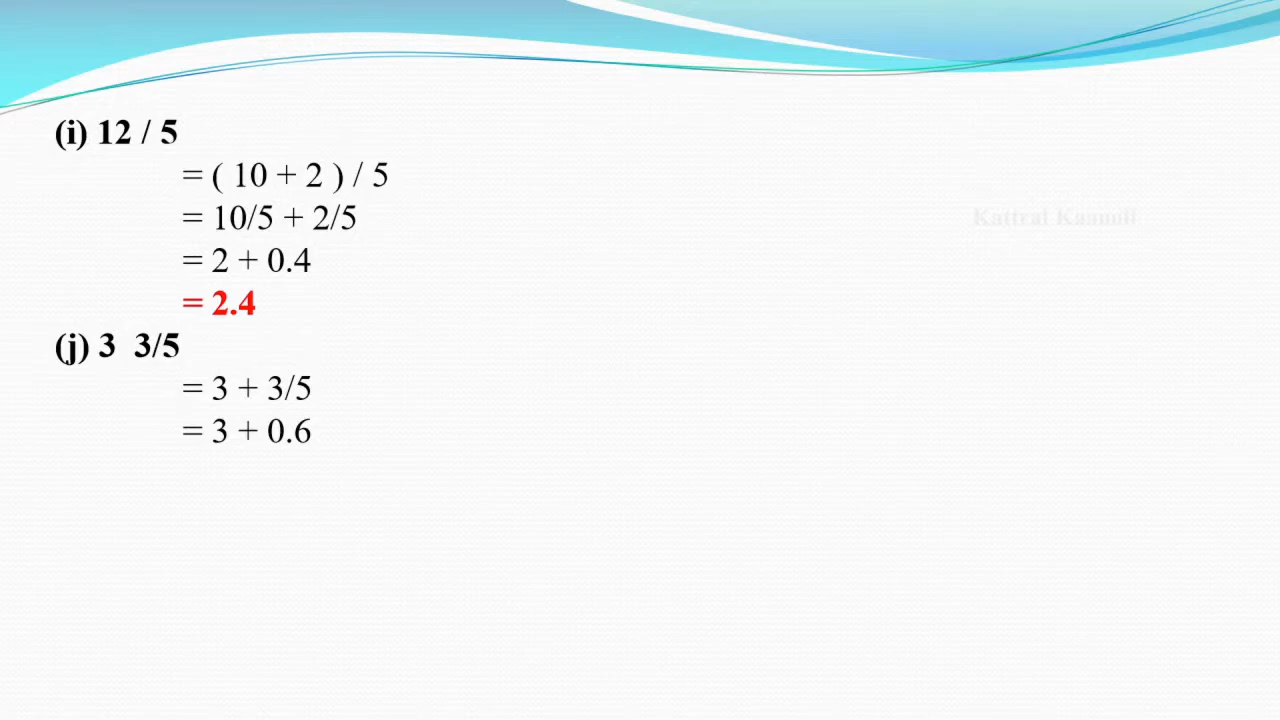 (i) 12 / 5
= ( 10 + 2 ) / 5
= 10/5 + 2/5
= 2 + 0.4
= 2.4
(j) 3 3/5
= 3 + 3/5
= 3 + 0.6
Kattral